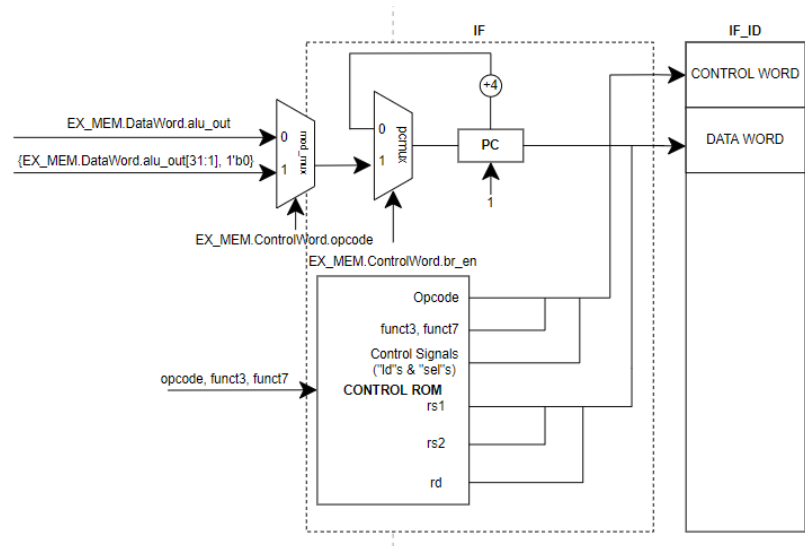 IF
IF_ID
CONTROL WORD
+4
EX_MEM.DataWord.alu_out
0
mod_mux
0
pcmux
PC
DATA WORD
{EX_MEM.DataWord.alu_out[31:1], 1'b0}
1
1
1
EX_MEM.ControlWord.opcode
EX_MEM.ControlWord.br_en
Opcode
funct3, funct7
Control Signals
("ld"s & "sel"s)
opcode, funct3, funct7
CONTROL ROM
rs1
rs2
rd